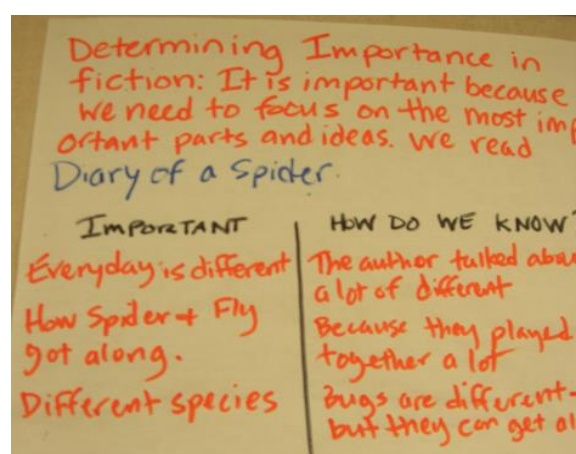 Determining Importance in
fiction: It is important because
we need to focus on the most imp
ortant parts and ideas. We read
Diary of a Spider.
IMPORTANT
Everyday is different
How Spider + Fly
got along.
Different species
HOW DO WE KNOW?
The author talked abou
a lot of different
Because they played
together a lot
Bugs are different-
but they can get al